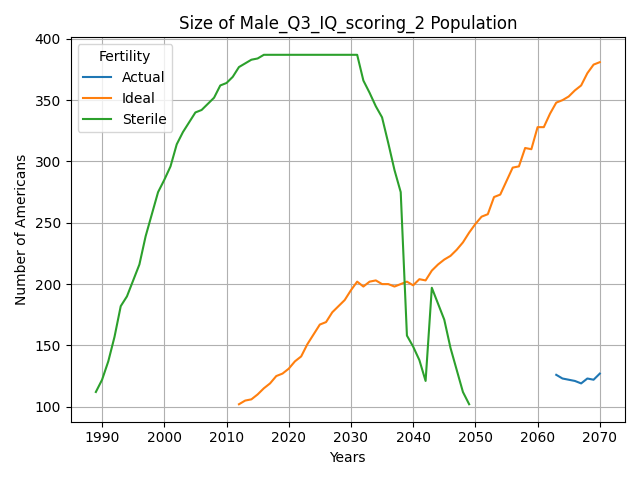 Size of Male_Q3_IQ_scoring_2 Population
Fertility
Actual
Ideal
Sterile
Number of Americans
400
350
300
250
200
150
100
1990 2000 2010 2020 2030 2040 2050 2060 2070
Years